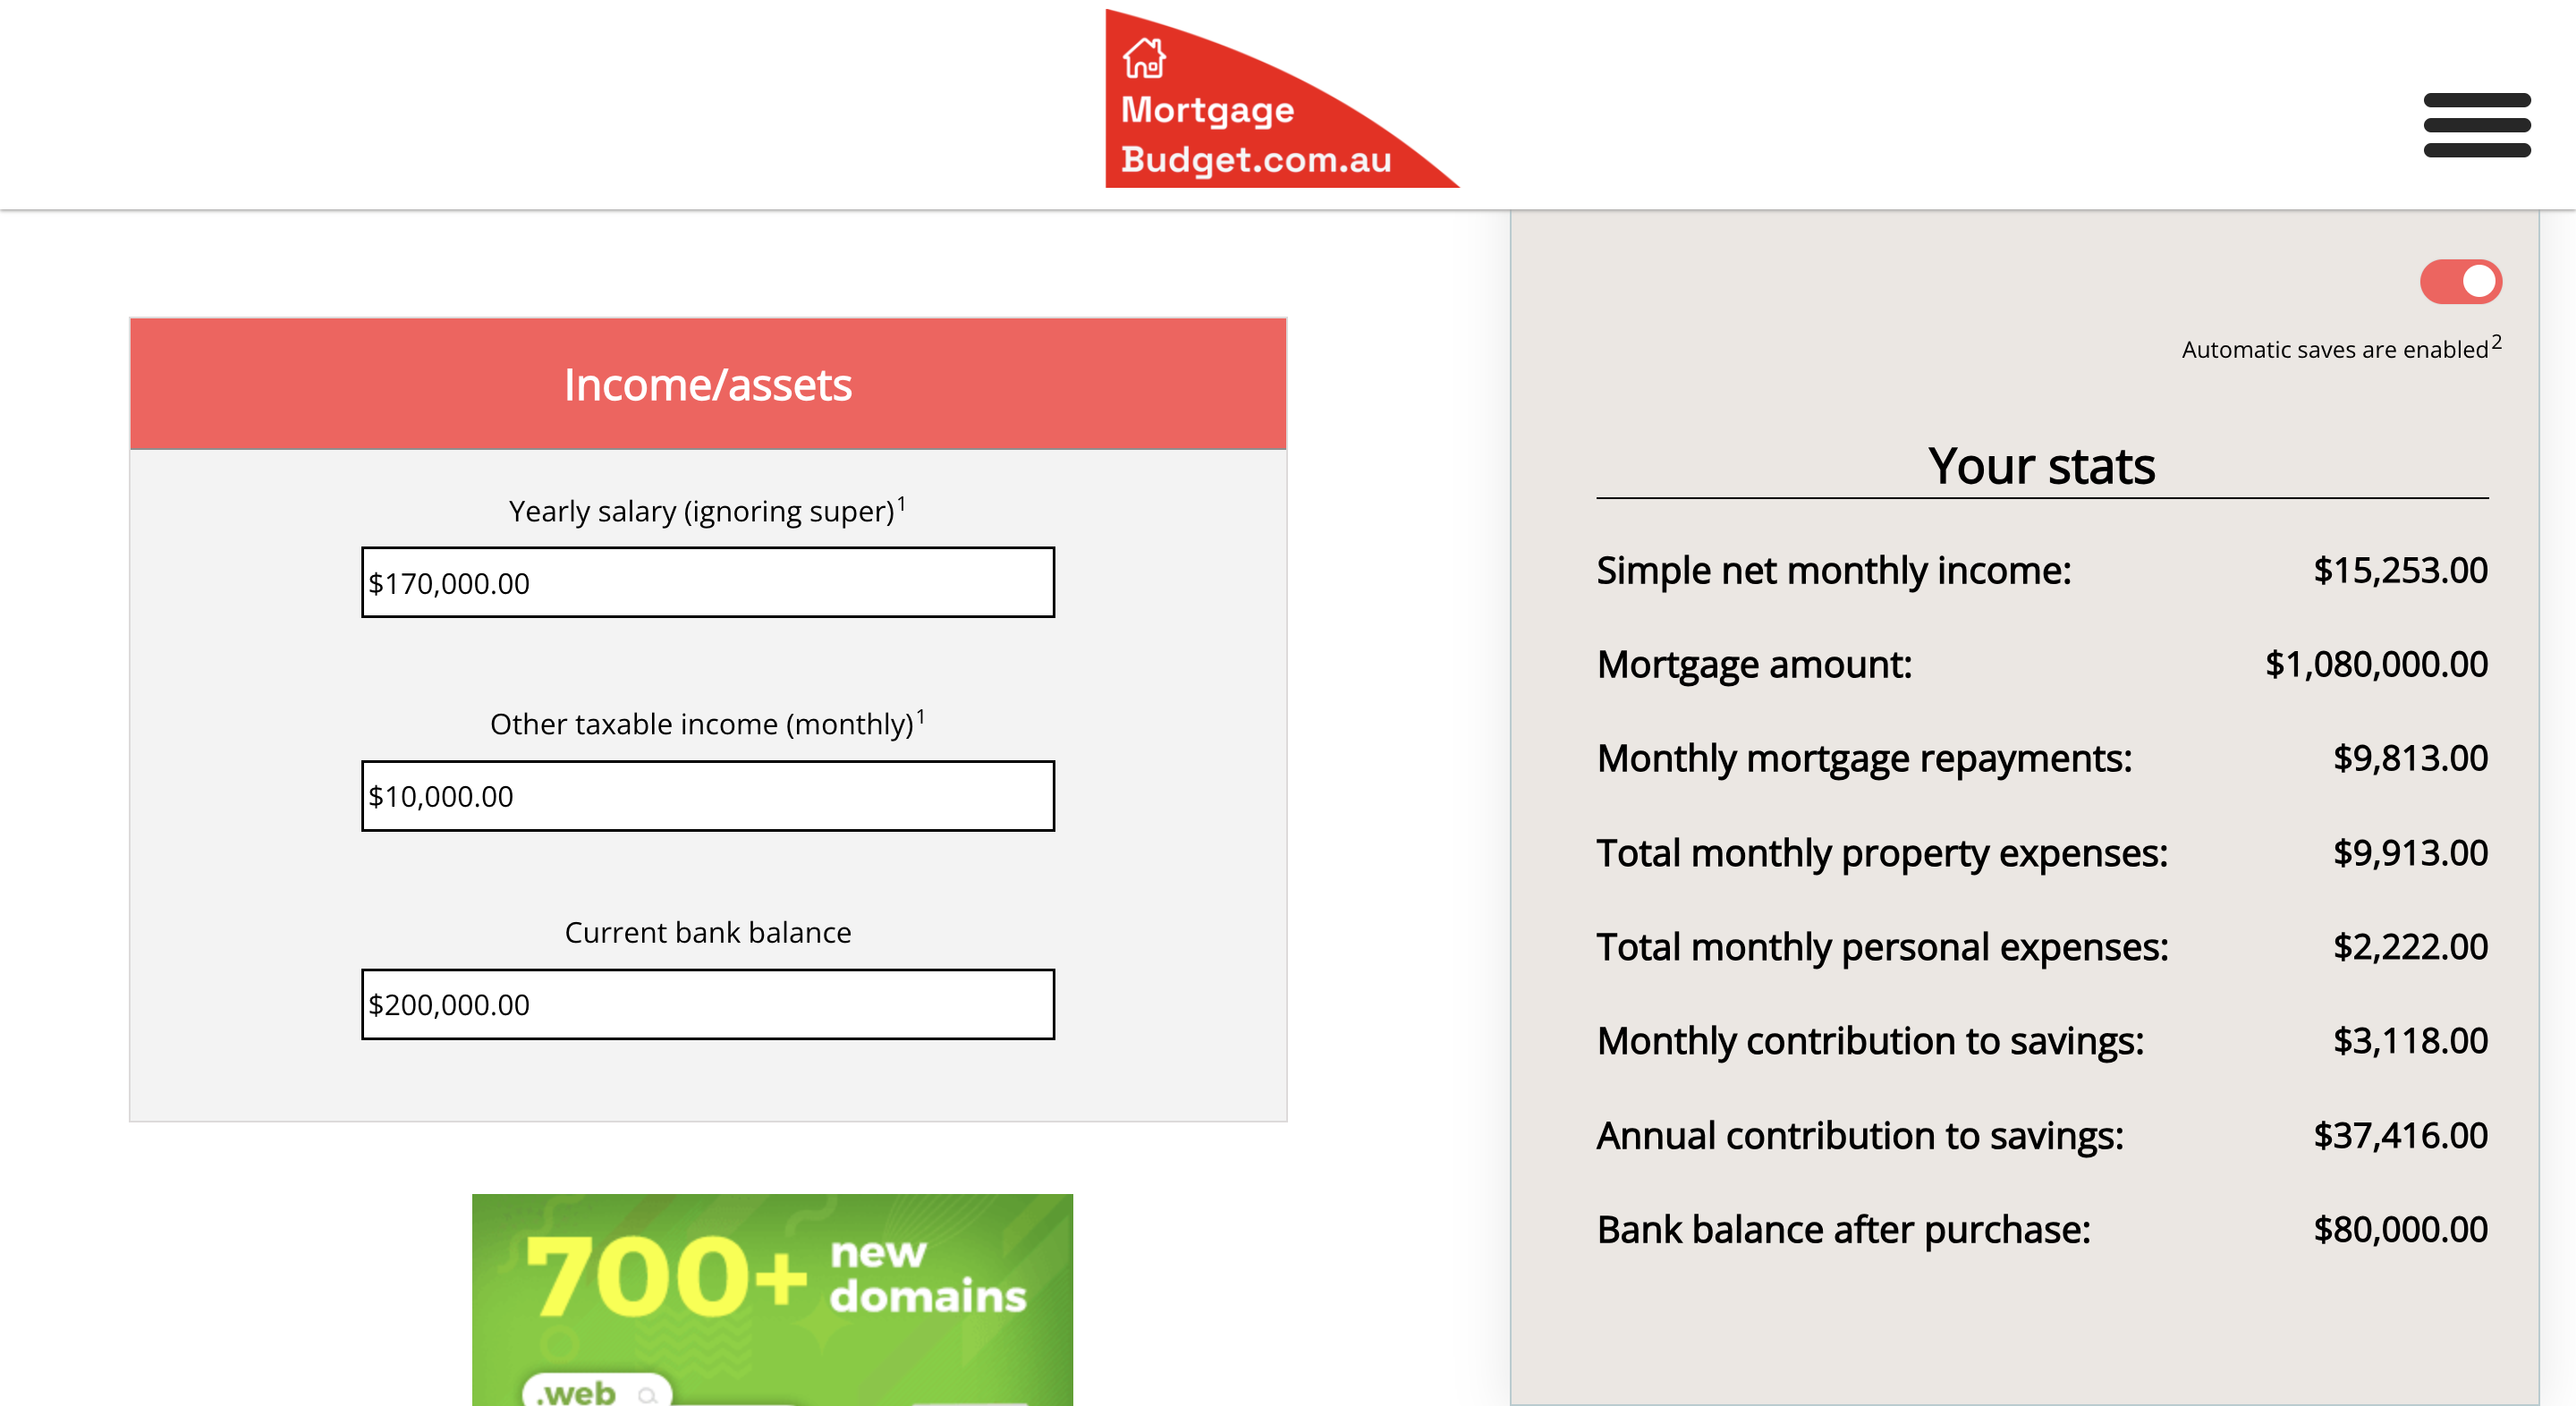 Mortgage
Budget.com.au
Income/assets
Yearly salary (ignoring super)1
$170,000.00
Other taxable income (monthly)1
$10,000.00
Current bank balance
$200,000.00
700+ new domains
.web
Automatic saves are enabled2
Your stats
Simple net monthly income: $15,253.00
Mortgage amount: $1,080,000.00
Monthly mortgage repayments: $9,813.00
Total monthly property expenses: $9,913.00
Total monthly personal expenses: $2,222.00
Monthly contribution to savings: $3,118.00
Annual contribution to savings: $37,416.00
Bank balance after purchase: $80,000.00